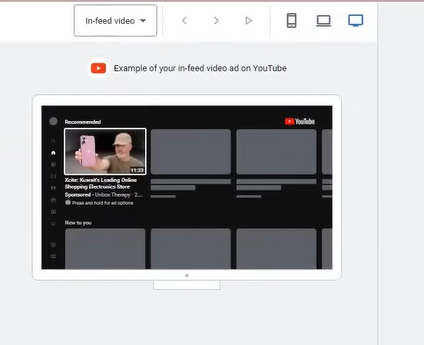 In-feed video
Example of your in-feed video ad on YouTube
Recommended
YouTube
11:33
Xcite: Kuwait's Leading Online
Shopping Electronics Store
Sponsored · Unbox Therapy · 2...
Press and hold for ad options
New to you